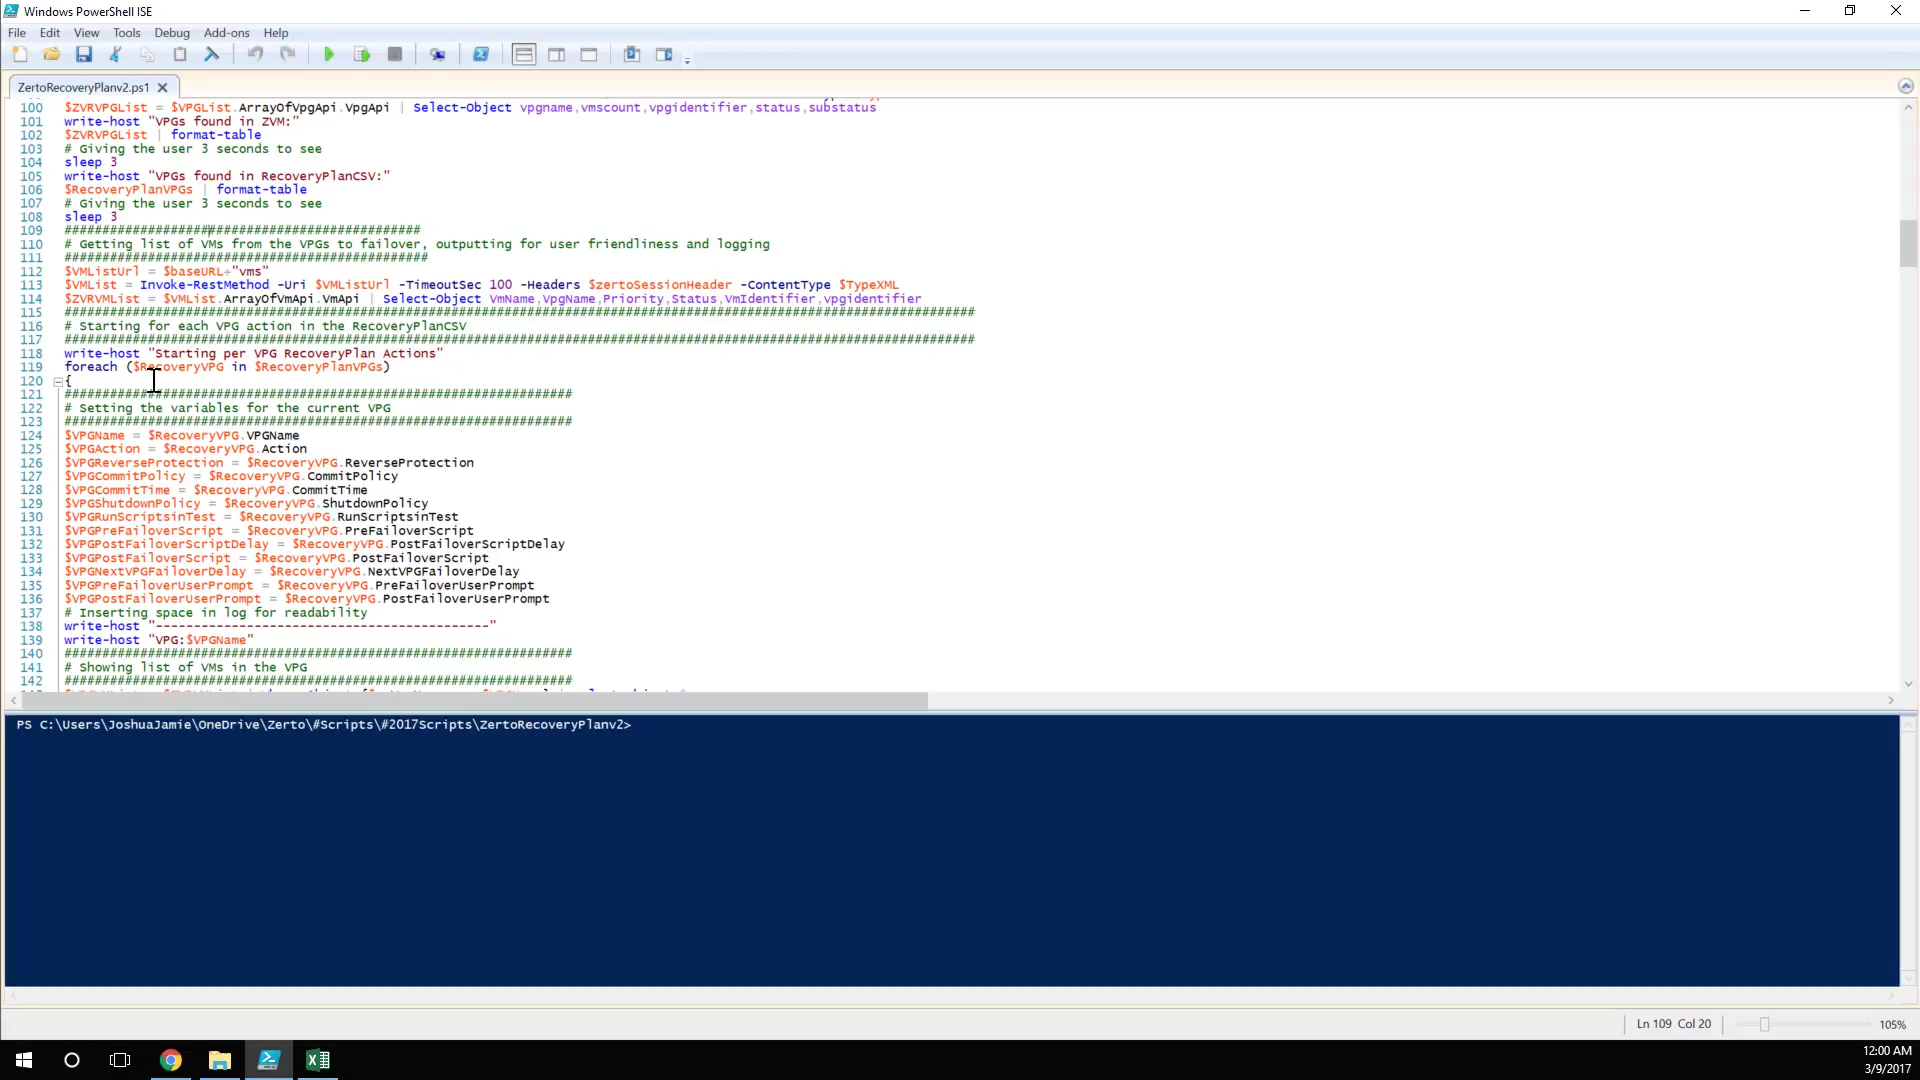 Windows PowerShell ISE
File Edit View Tools Debug Add-ons Help
ZertoRecoveryPlanv2.ps1
100 $ZVRVPGList = $VPGList.ArrayOfVpgApi.VpgApi | Select-Object vpgname,vmscount,vpgidentifier,status,substatus
101 write-host "VPGs found in ZVM:"
102 $ZVRVPGList | format-table
103 # Giving the user 3 seconds to see
104 sleep 3
105 write-host "VPGs found in RecoveryPlanCSV:"
106 $RecoveryPlanVPGs | format-table
107 # Giving the user 3 seconds to see
108 sleep 3
109 ###############################################
110 # Getting list of VMs from the VPGs to failover, outputting for user friendliness and logging
111 ################################################
112 $VMListUrl = $baseURL+"vms"
113 $VMList = Invoke-RestMethod -Uri $VMListUrl -TimeoutSec 100 -Headers $zertoSessionHeader -ContentType $TypeXML
114 $ZVRVMList = $VMList.ArrayOfVmApi.VmApi | Select-Object VmName,VpgName,Priority,Status,VmIdentifier,vpgidentifier
115 ########################################################################################################################
116 # Starting for each VPG action in the RecoveryPlanCSV
117 ########################################################################################################################
118 write-host "Starting per VPG RecoveryPlan Actions"
119 foreach ($RecoveryVPG in $RecoveryPlanVPGs)
120 {
121 ###################################################################
122 # Setting the variables for the current VPG
123 ###################################################################
124 $VPGName = $RecoveryVPG.VPGName
125 $VPGAction = $RecoveryVPG.Action
126 $VPGReverseProtection = $RecoveryVPG.ReverseProtection
127 $VPGCommitPolicy = $RecoveryVPG.CommitPolicy
128 $VPGCommitTime = $RecoveryVPG.CommitTime
129 $VPGShutdownPolicy = $RecoveryVPG.ShutdownPolicy
130 $VPGRunScriptsinTest = $RecoveryVPG.RunScriptsinTest
131 $VPGPreFailoverScript = $RecoveryVPG.PreFailoverScript
132 $VPGPostFailoverScriptDelay = $RecoveryVPG.PostFailoverScriptDelay
133 $VPGPostFailoverScript = $RecoveryVPG.PostFailoverScript
134 $VPGNextVPGFailoverDelay = $RecoveryVPG.NextVPGFailoverDelay
135 $VPGPreFailoverUserPrompt = $RecoveryVPG.PreFailoverUserPrompt
136 $VPGPostFailoverUserPrompt = $RecoveryVPG.PostFailoverUserPrompt
137 # Inserting space in log for readability
138 write-host "--------------------------------------------"
139 write-host "VPG:$VPGName"
140 ###################################################################
141 # Showing list of VMs in the VPG
142 ###################################################################
PS C:\Users\JoshuaJamie\OneDrive\Zerto\#Scripts\#2017Scripts\ZertoRecoveryPlanv2>
Ln 109 Col 20
105%
12:00 AM
3/9/2017